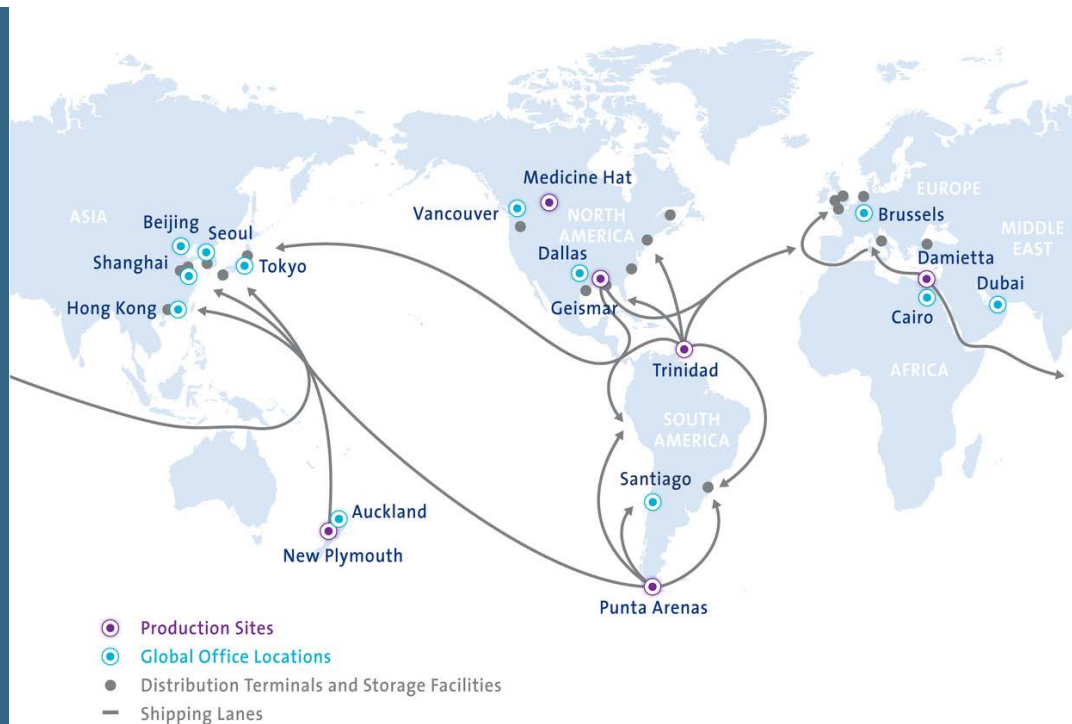 Medicine Hat
Vancouver
NORTH
AMERICA
EUROPE
Brussels
ASIA
Beijing
Seoul
MIDDLE
EAST
Shanghai
Tokyo
Dallas
Damietta
Dubai
Hong Kong
Geismar
Cairo
Trinidad
AFRICA
SOUTH
AMERICA
Santiago
Auckland
New Plymouth
Punta Arenas
Production Sites
Global Office Locations
Distribution Terminals and Storage Facilities
Shipping Lanes